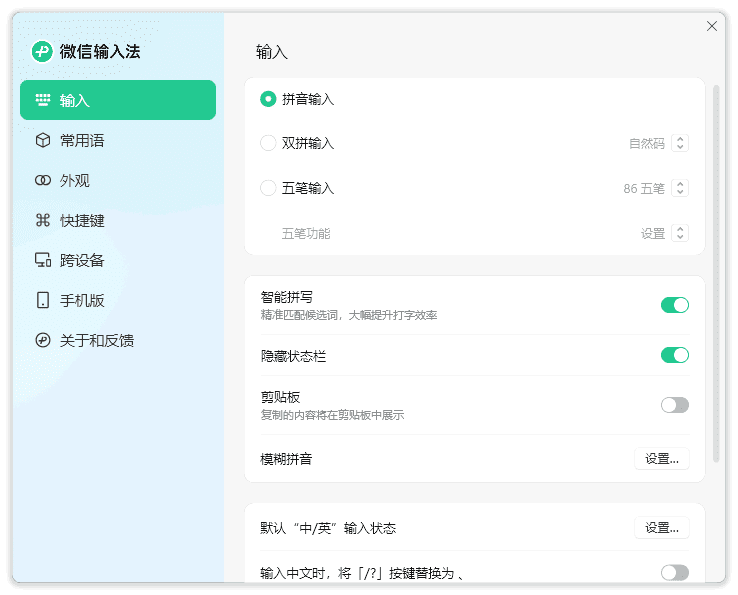 微信输入法
输入
常用语
外观
快捷键
跨设备
手机版
关于和反馈
输入
拼音输入
双拼输入 自然码
五笔输入 86 五笔
五笔功能 设置
智能拼写
精准匹配候选词，大幅提升打字效率
隐藏状态栏
剪贴板
复制的内容将在剪贴板中展示
模糊拼音 设置...
默认“中/英”输入状态 设置...
输入中文时，将「/?」按键替换为 、